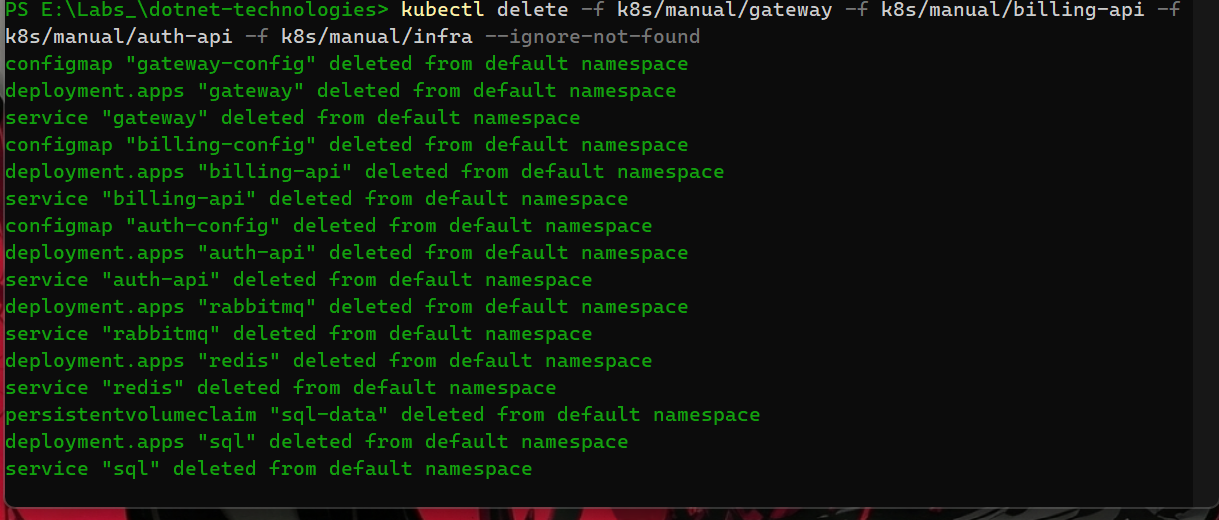 PS E:\Labs_\dotnet-technologies> kubectl delete -f k8s/manual/gateway -f k8s/manual/billing-api -f
k8s/manual/auth-api -f k8s/manual/infra --ignore-not-found
configmap "gateway-config" deleted from default namespace
deployment.apps "gateway" deleted from default namespace
service "gateway" deleted from default namespace
configmap "billing-config" deleted from default namespace
deployment.apps "billing-api" deleted from default namespace
service "billing-api" deleted from default namespace
configmap "auth-config" deleted from default namespace
deployment.apps "auth-api" deleted from default namespace
service "auth-api" deleted from default namespace
deployment.apps "rabbitmq" deleted from default namespace
service "rabbitmq" deleted from default namespace
deployment.apps "redis" deleted from default namespace
service "redis" deleted from default namespace
persistentvolumeclaim "sql-data" deleted from default namespace
deployment.apps "sql" deleted from default namespace
service "sql" deleted from default namespace